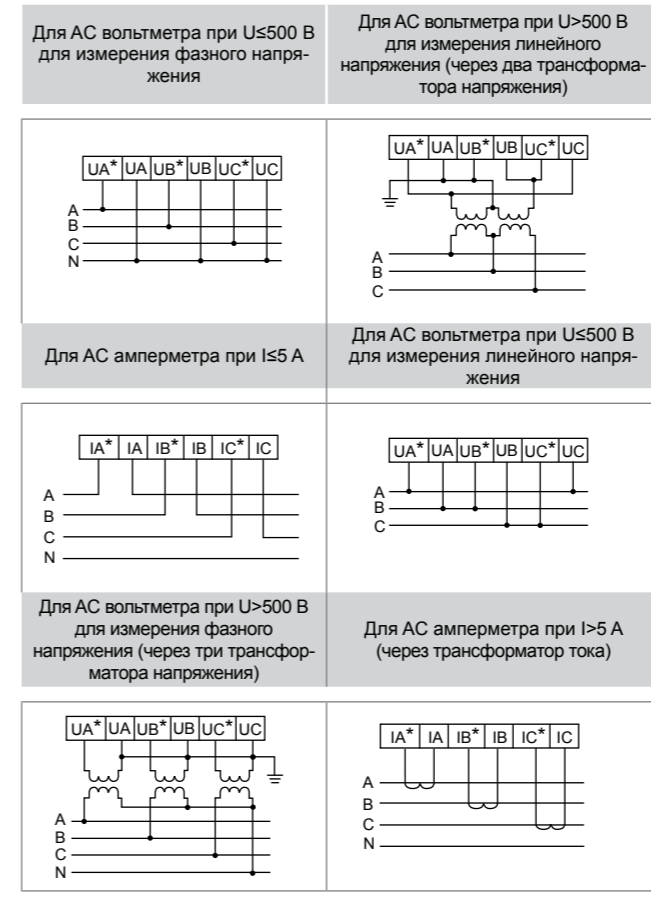 Для АС вольтметра при U≤500 В
для измерения фазного напря-
жения
Для АС вольтметра при U>500 В
для измерения линейного
напряжения (через два трансформа-
тора напряжения)
UA* UA UB* UB UC* UC
A
B
C
N
UA* UA UB* UB UC* UC
A
B
C
Для АС амперметра при I≤5 А
Для АС вольтметра при U≤500 В
для измерения линейного напря-
жения
IA* IA IB* IB IC* IC
A
B
C
N
UA* UA UB* UB UC* UC
A
B
C
Для АС вольтметра при U>500 В
для измерения фазного
напряжения (через три трансфор-
матора напряжения)
Для АС амперметра при I>5 А
(через трансформатор тока)
UA* UA UB* UB UC* UC
A
B
C
N
IA* IA IB* IB IC* IC
A
B
C
N